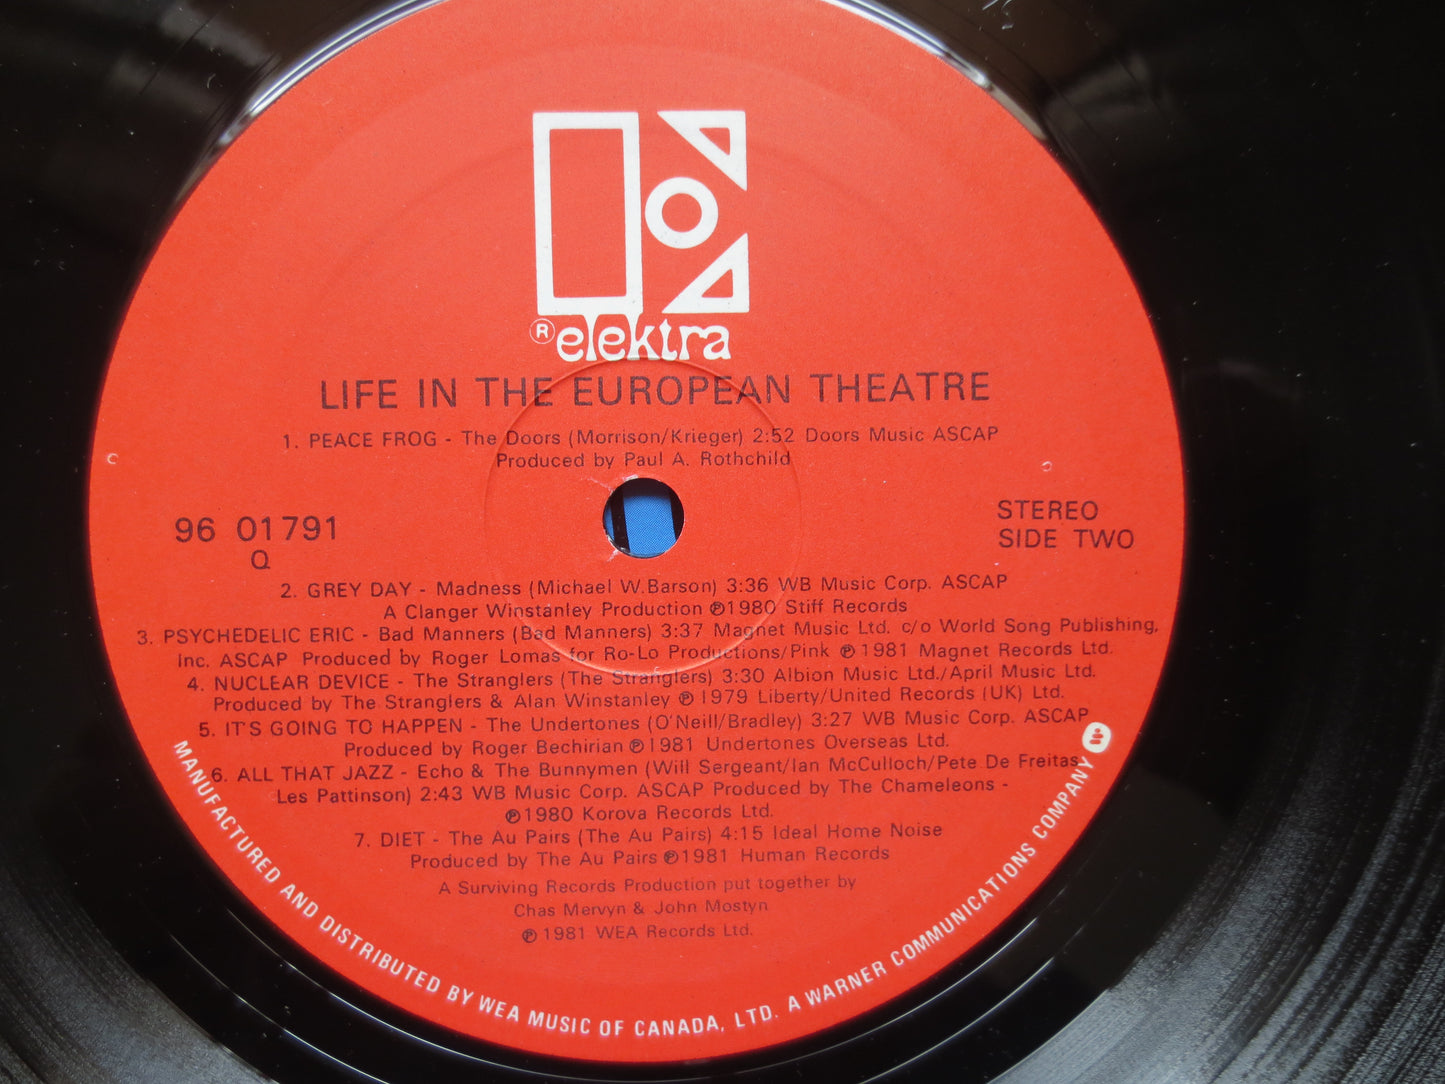 ® elektra
LIFE IN THE EUROPEAN THEATRE
1. PEACE FROG - The Doors (Morrison/Krieger) 2:52 Doors Music ASCAP
Produced by Paul A. Rothchild
96 01791
Q
STEREO
SIDE TWO
2. GREY DAY - Madness (Michael W.Barson) 3:36 WB Music Corp. ASCAP
A Clanger Winstanley Production ℗1980 Stiff Records
3. PSYCHEDELIC ERIC - Bad Manners (Bad Manners) 3:37 Magnet Music Ltd. c/o World Song Publishing,
Inc. ASCAP Produced by Roger Lomas for Ro-Lo Productions/Pink ℗1981 Magnet Records Ltd.
4. NUCLEAR DEVICE - The Stranglers (The Stranglers) 3:30 Albion Music Ltd./April Music Ltd.
Produced by The Stranglers & Alan Winstanley ℗1979 Liberty/United Records (UK) Ltd.
5. IT'S GOING TO HAPPEN - The Undertones (O'Neill/Bradley) 3:27 WB Music Corp. ASCAP
Produced by Roger Bechirian ℗1981 Undertones Overseas Ltd.
6. ALL THAT JAZZ - Echo & The Bunnymen (Will Sergeant/Ian McCulloch/Pete De Freitas
Les Pattinson) 2:43 WB Music Corp. ASCAP Produced by The Chameleons -
℗1980 Korova Records Ltd.
7. DIET - The Au Pairs (The Au Pairs) 4:15 Ideal Home Noise
Produced by The Au Pairs ℗1981 Human Records
A Surviving Records Production put together by
Chas Mervyn & John Mostyn
℗ 1981 WEA Records Ltd.
MANUFACTURED AND DISTRIBUTED BY WEA MUSIC OF CANADA, LTD. A WARNER COMMUNICATIONS COMPANY